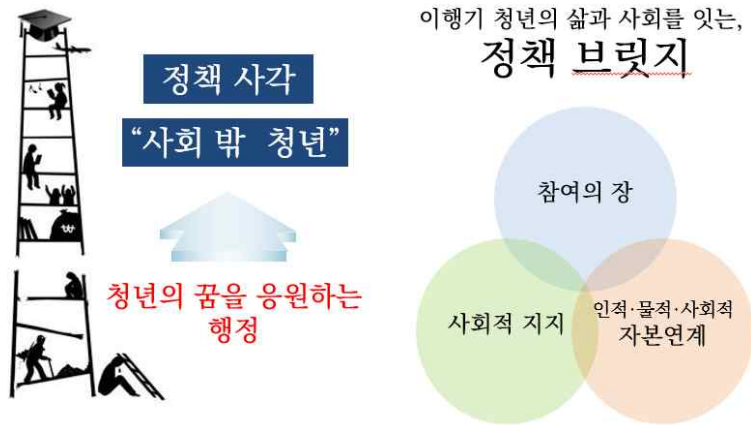 정책 사각
“사회 밖 청년”
청년의 꿈을 응원하는
행정
이행기 청년의 삶과 사회를 잇는,
정책 브릿지
참여의 장
사회적 지지
인적·물적·사회적
자본연계
₩